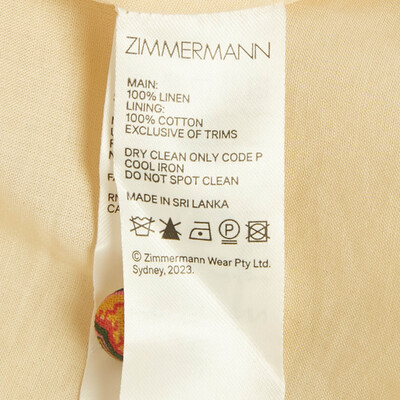 ZIMMERMANN
MAIN:
100% LINEN
LINING:
100% COTTON
EXCLUSIVE OF TRIMS
DRY CLEAN ONLY CODE P
COOL IRON
DO NOT SPOT CLEAN
MADE IN SRI LANKA
P
© Zimmermann Wear Pty Ltd.
Sydney, 2023.